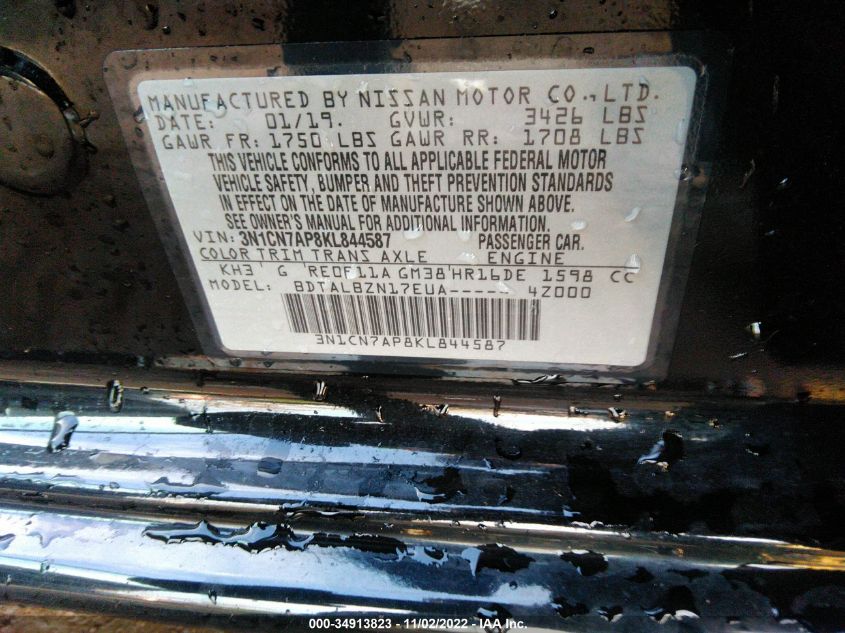 MANUFACTURED BY NISSAN MOTOR CO., LTD.
DATE: 01/19. GVWR: 3426 LBS
GAWR FR: 1750 LBS GAWR RR: 1708 LBS
THIS VEHICLE CONFORMS TO ALL APPLICABLE FEDERAL MOTOR
VEHICLE SAFETY, BUMPER AND THEFT PREVENTION STANDARDS
IN EFFECT ON THE DATE OF MANUFACTURE SHOWN ABOVE.
SEE OWNER'S MANUAL FOR ADDITIONAL INFORMATION.
VIN: 3N1CN7AP8KL844587 PASSENGER CAR.
COLOR TRIM TRANS AXLE ENGINE
KH3 G RE0F11A GM38 HR16DE 1598 CC
MODEL: BDTALBZN17EUA----- 4Z000
3N1CN7AP8KL844587
000-34913823 - 11/02/2022 - IAA Inc.